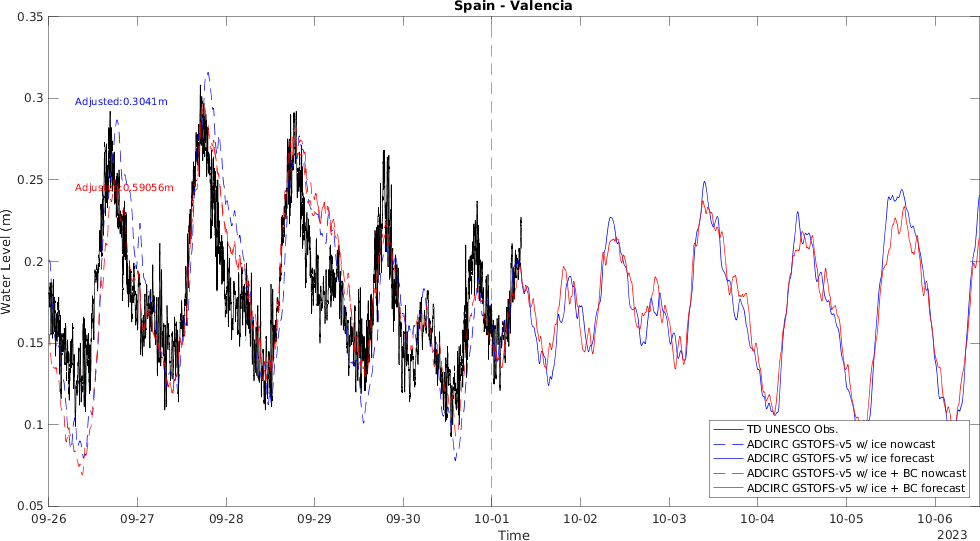 Spain - Valencia
0.35
0.3
0.25
0.2
0.15
0.1
0.05
Water Level (m)
Adjusted:0.3041m
Adjusted:0.59056m
TD UNESCO Obs.
ADCIRC GSTOFS-v5 w/ ice nowcast
ADCIRC GSTOFS-v5 w/ ice forecast
ADCIRC GSTOFS-v5 w/ ice + BC nowcast
ADCIRC GSTOFS-v5 w/ ice + BC forecast
09-26 09-27 09-28 09-29 09-30 10-01 10-02 10-03 10-04 10-05 10-06
Time
2023